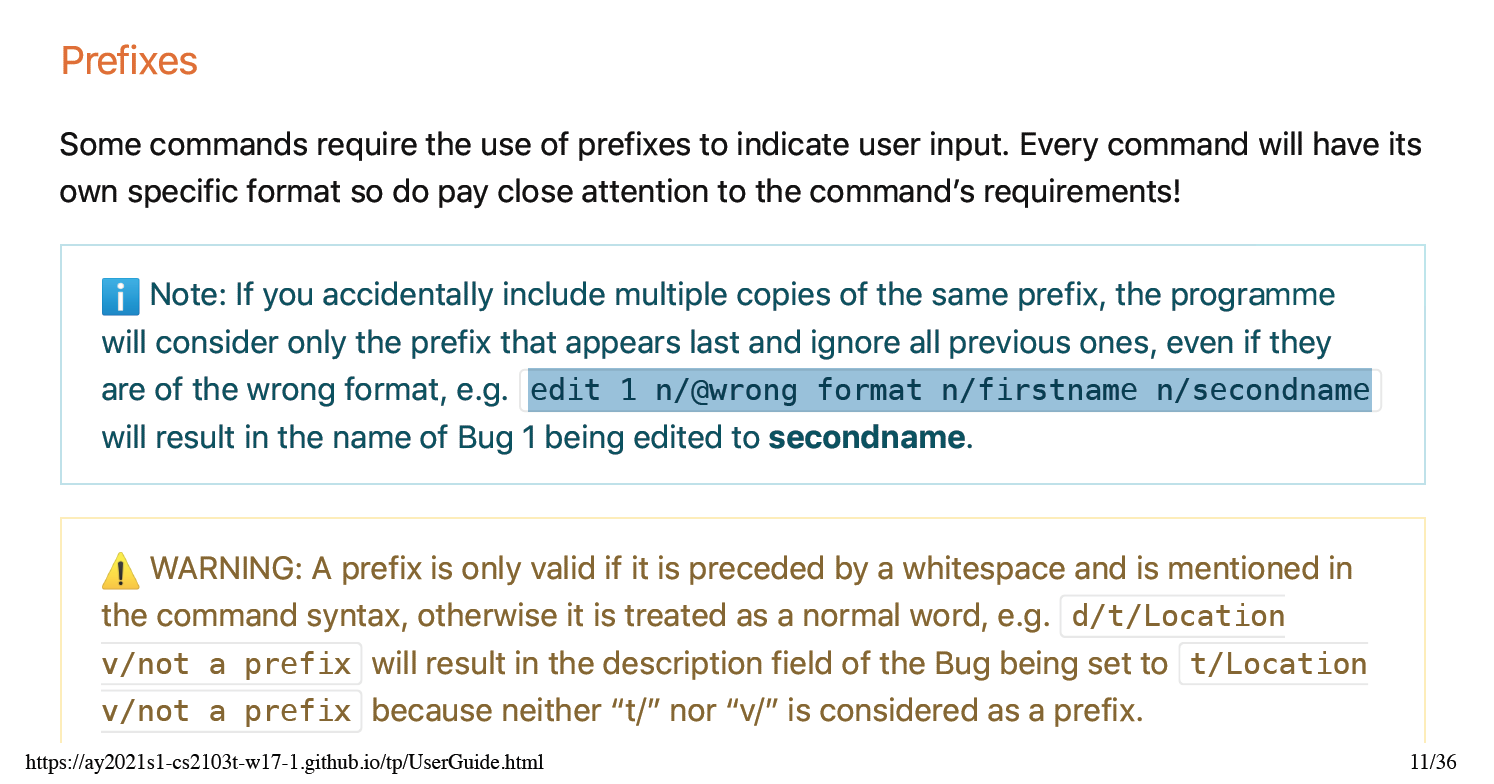 Prefixes
Some commands require the use of prefixes to indicate user input. Every command will have its
own specific format so do pay close attention to the command’s requirements!
ℹ️ Note: If you accidentally include multiple copies of the same prefix, the programme
will consider only the prefix that appears last and ignore all previous ones, even if they
are of the wrong format, e.g. edit 1 n/@wrong format n/firstname n/secondname
will result in the name of Bug 1 being edited to secondname.
⚠️ WARNING: A prefix is only valid if it is preceded by a whitespace and is mentioned in
the command syntax, otherwise it is treated as a normal word, e.g. d/t/Location
v/not a prefix will result in the description field of the Bug being set to t/Location
v/not a prefix because neither “t/” nor “v/” is considered as a prefix.
https://ay2021s1-cs2103t-w17-1.github.io/tp/UserGuide.html 11/36